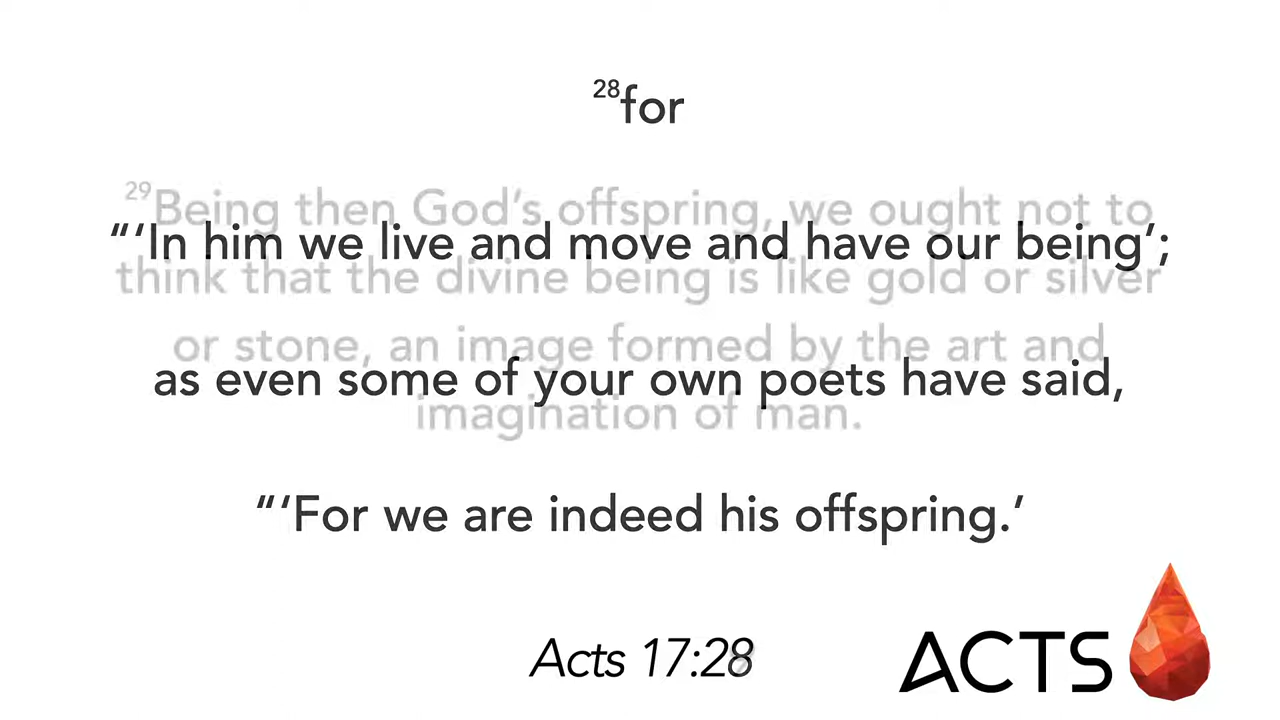 28for
29Being then God's offspring, we ought not to
“‘In him we live and move and have our being’;
think that the divine being is like gold or silver
or stone, an image formed by the art and
as even some of your own poets have said,
imagination of man.
“‘For we are indeed his offspring.’
Acts 17:28
ACTS